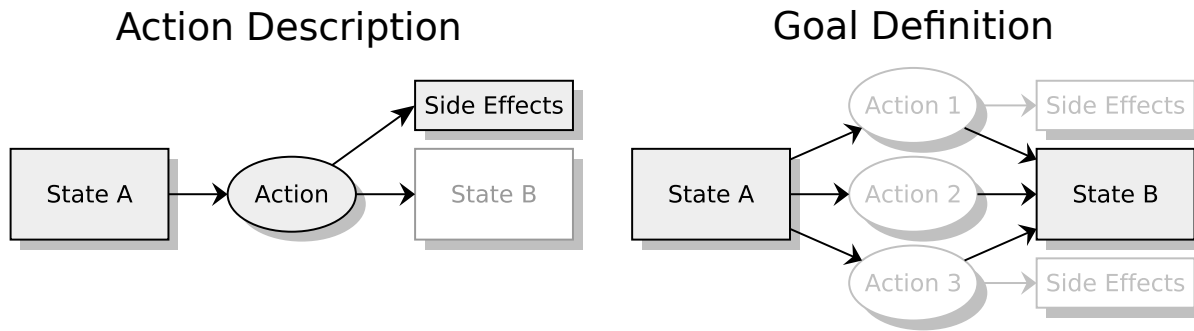 Action Description
State A
Action
Side Effects
State B
Goal Definition
State A
Action 1
Action 2
Action 3
Side Effects
State B
Side Effects